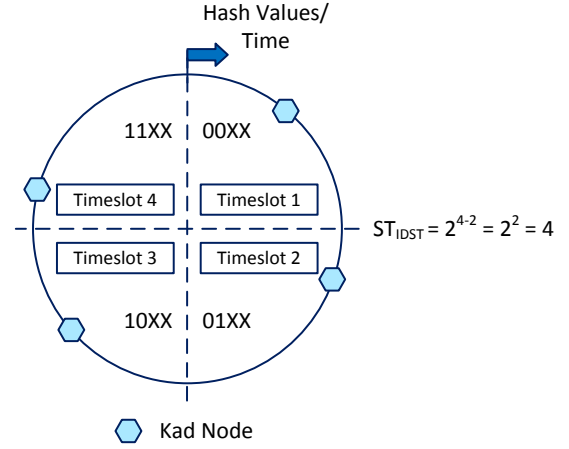 Hash Values/
Time
11XX 00XX
Timeslot 4 Timeslot 1
ST_IDST = 2^4-2 = 2^2 = 4
Timeslot 3 Timeslot 2
10XX 01XX
Kad Node